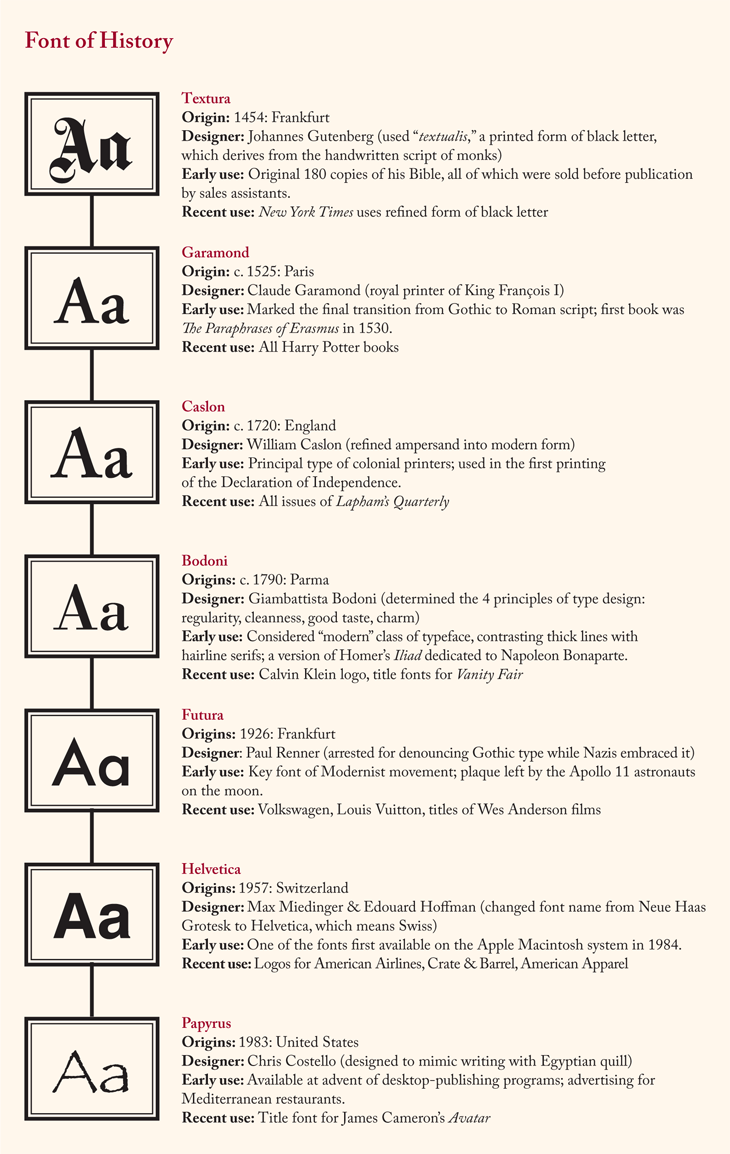 Font of History
Aa
Textura
Origin: 1454: Frankfurt
Designer: Johannes Gutenberg (used “textualis,” a printed form of black letter,
which derives from the handwritten script of monks)
Early use: Original 180 copies of his Bible, all of which were sold before publication
by sales assistants.
Recent use: New York Times uses refined form of black letter
Aa
Garamond
Origin: c. 1525: Paris
Designer: Claude Garamond (royal printer of King François I)
Early use: Marked the final transition from Gothic to Roman script; first book was
The Paraphrases of Erasmus in 1530.
Recent use: All Harry Potter books
Aa
Caslon
Origin: c. 1720: England
Designer: William Caslon (refined ampersand into modern form)
Early use: Principal type of colonial printers; used in the first printing
of the Declaration of Independence.
Recent use: All issues of Lapham’s Quarterly
Aa
Bodoni
Origins: c. 1790: Parma
Designer: Giambattista Bodoni (determined the 4 principles of type design:
regularity, cleanness, good taste, charm)
Early use: Considered “modern” class of typeface, contrasting thick lines with
hairline serifs; a version of Homer’s Iliad dedicated to Napoleon Bonaparte.
Recent use: Calvin Klein logo, title fonts for Vanity Fair
Aa
Futura
Origins: 1926: Frankfurt
Designer: Paul Renner (arrested for denouncing Gothic type while Nazis embraced it)
Early use: Key font of Modernist movement; plaque left by the Apollo 11 astronauts
on the moon.
Recent use: Volkswagen, Louis Vuitton, titles of Wes Anderson films
Aa
Helvetica
Origins: 1957: Switzerland
Designer: Max Miedinger & Edouard Hoffman (changed font name from Neue Haas
Grotesk to Helvetica, which means Swiss)
Early use: One of the fonts first available on the Apple Macintosh system in 1984.
Recent use: Logos for American Airlines, Crate & Barrel, American Apparel
Aa
Papyrus
Origins: 1983: United States
Designer: Chris Costello (designed to mimic writing with Egyptian quill)
Early use: Available at advent of desktop-publishing programs; advertising for
Mediterranean restaurants.
Recent use: Title font for James Cameron’s Avatar